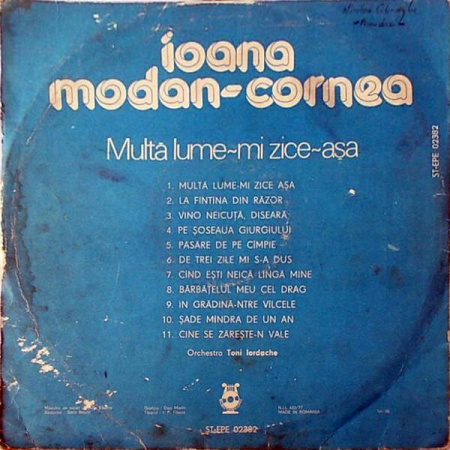 ioana
modan-cornea
Multă lume~mi zice~așa
ST-EPE 02382
1. MULTĂ LUME-MI ZICE AȘA
2. LA FÎNTÎNA DIN RĂZOR
3. VINO NEICUȚĂ, DISEARĂ
4. PE ȘOSEAUA GIURGIULUI
5. PASĂRE DE PE CÎMPIE
6. DE TREI ZILE MI S-A DUS
7. CÎND EȘTI NEICĂ LÎNGĂ MINE
8. BĂRBĂȚELUL MEU CEL DRAG
9. IN GRĂDINĂ-NTRE VÎLCELE
10. ȘADE MÎNDRA DE UN AN
11. CINE SE ZĂREȘTE-N VALE
Orchestra Toni Iordache
MADE IN ROMANIA
ST-EPE 02382